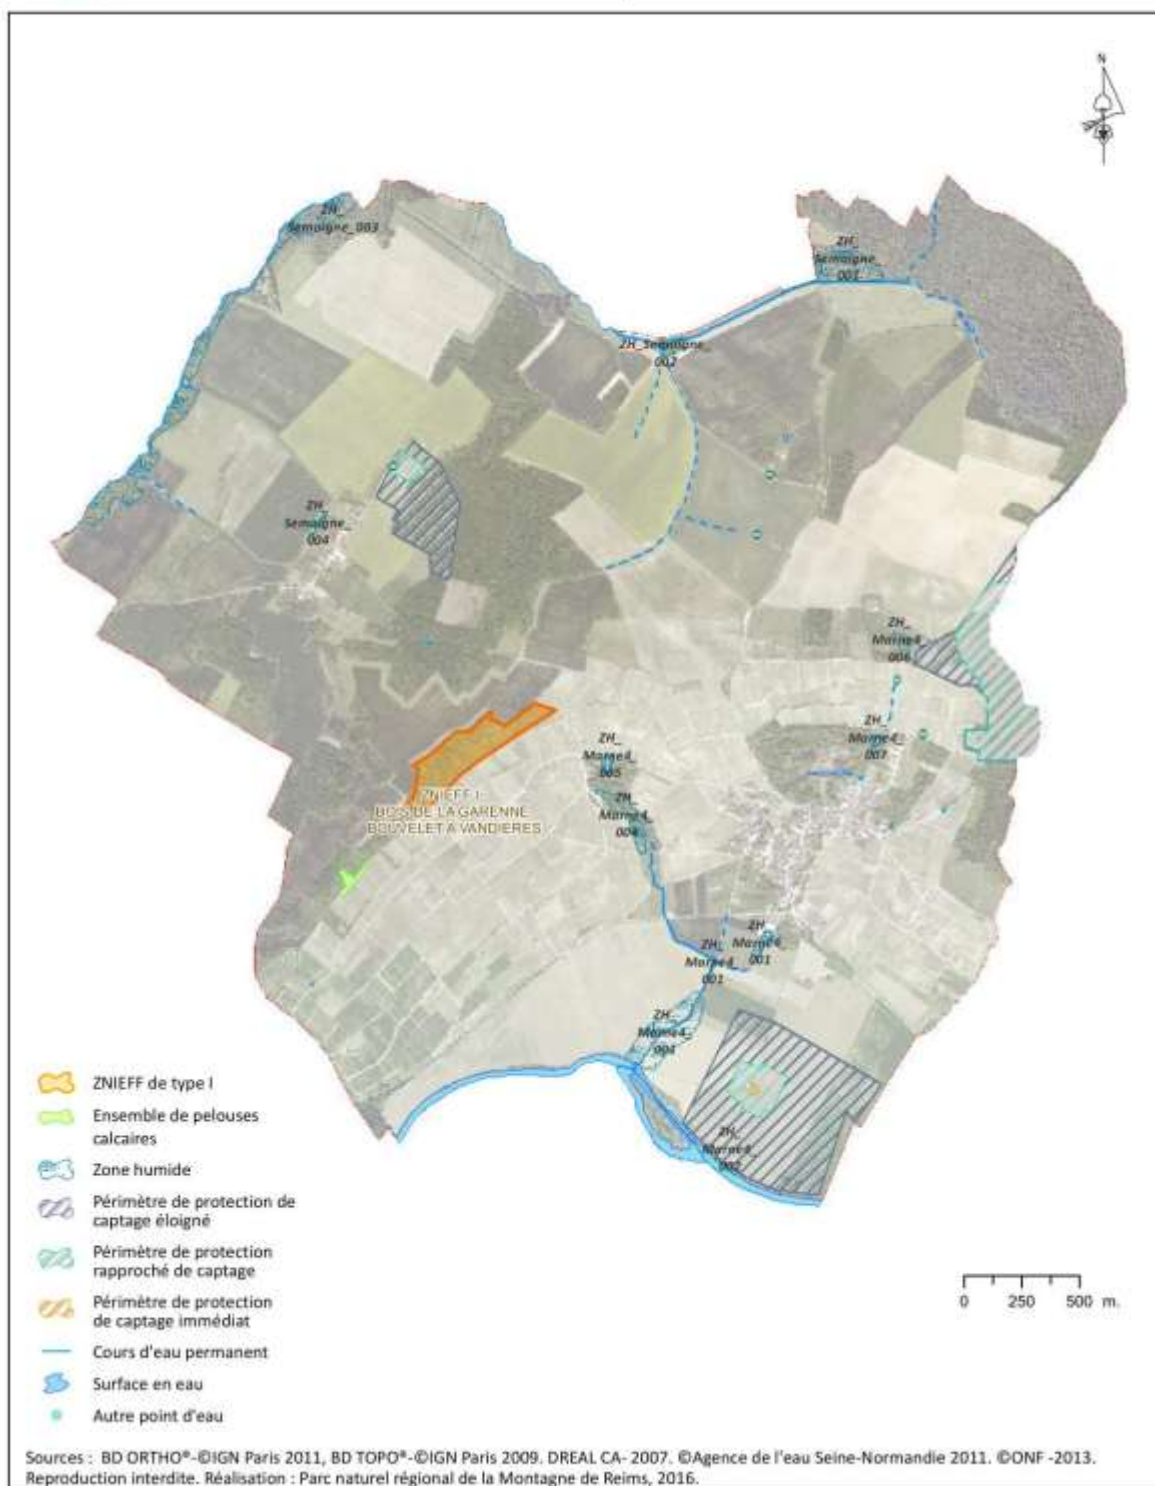 N
ZH_
Semoigne_003
ZH_
Semoigne_
001
ZH_Semoigne_
002
ZH_
Semoigne_
004
ZH_
Marne4_
006
ZH_
Marne4_
007
ZH_
Marne4_
005
ZH_
Marne4_
004
ZNIEFF I
BOIS DE LA GARENNE
BOUVELET A VANDIERES
ZH_
Marne4_
001
ZH_
Marne4_
001
ZH_
Marne4_
001
ZH_
Marne4_
ZNIEFF de type I
Ensemble de pelouses
calcaires
Zone humide
Périmètre de protection de
captage éloigné
Périmètre de protection
rapproché de captage
Périmètre de protection
de captage immédiat
Cours d'eau permanent
Surface en eau
Autre point d'eau
0 250 500 m.
Sources : BD ORTHO®-©IGN Paris 2011, BD TOPO®-©IGN Paris 2009. DREAL CA- 2007. ©Agence de l'eau Seine-Normandie 2011. ©ONF -2013.
Reproduction interdite. Réalisation : Parc naturel régional de la Montagne de Reims, 2016.